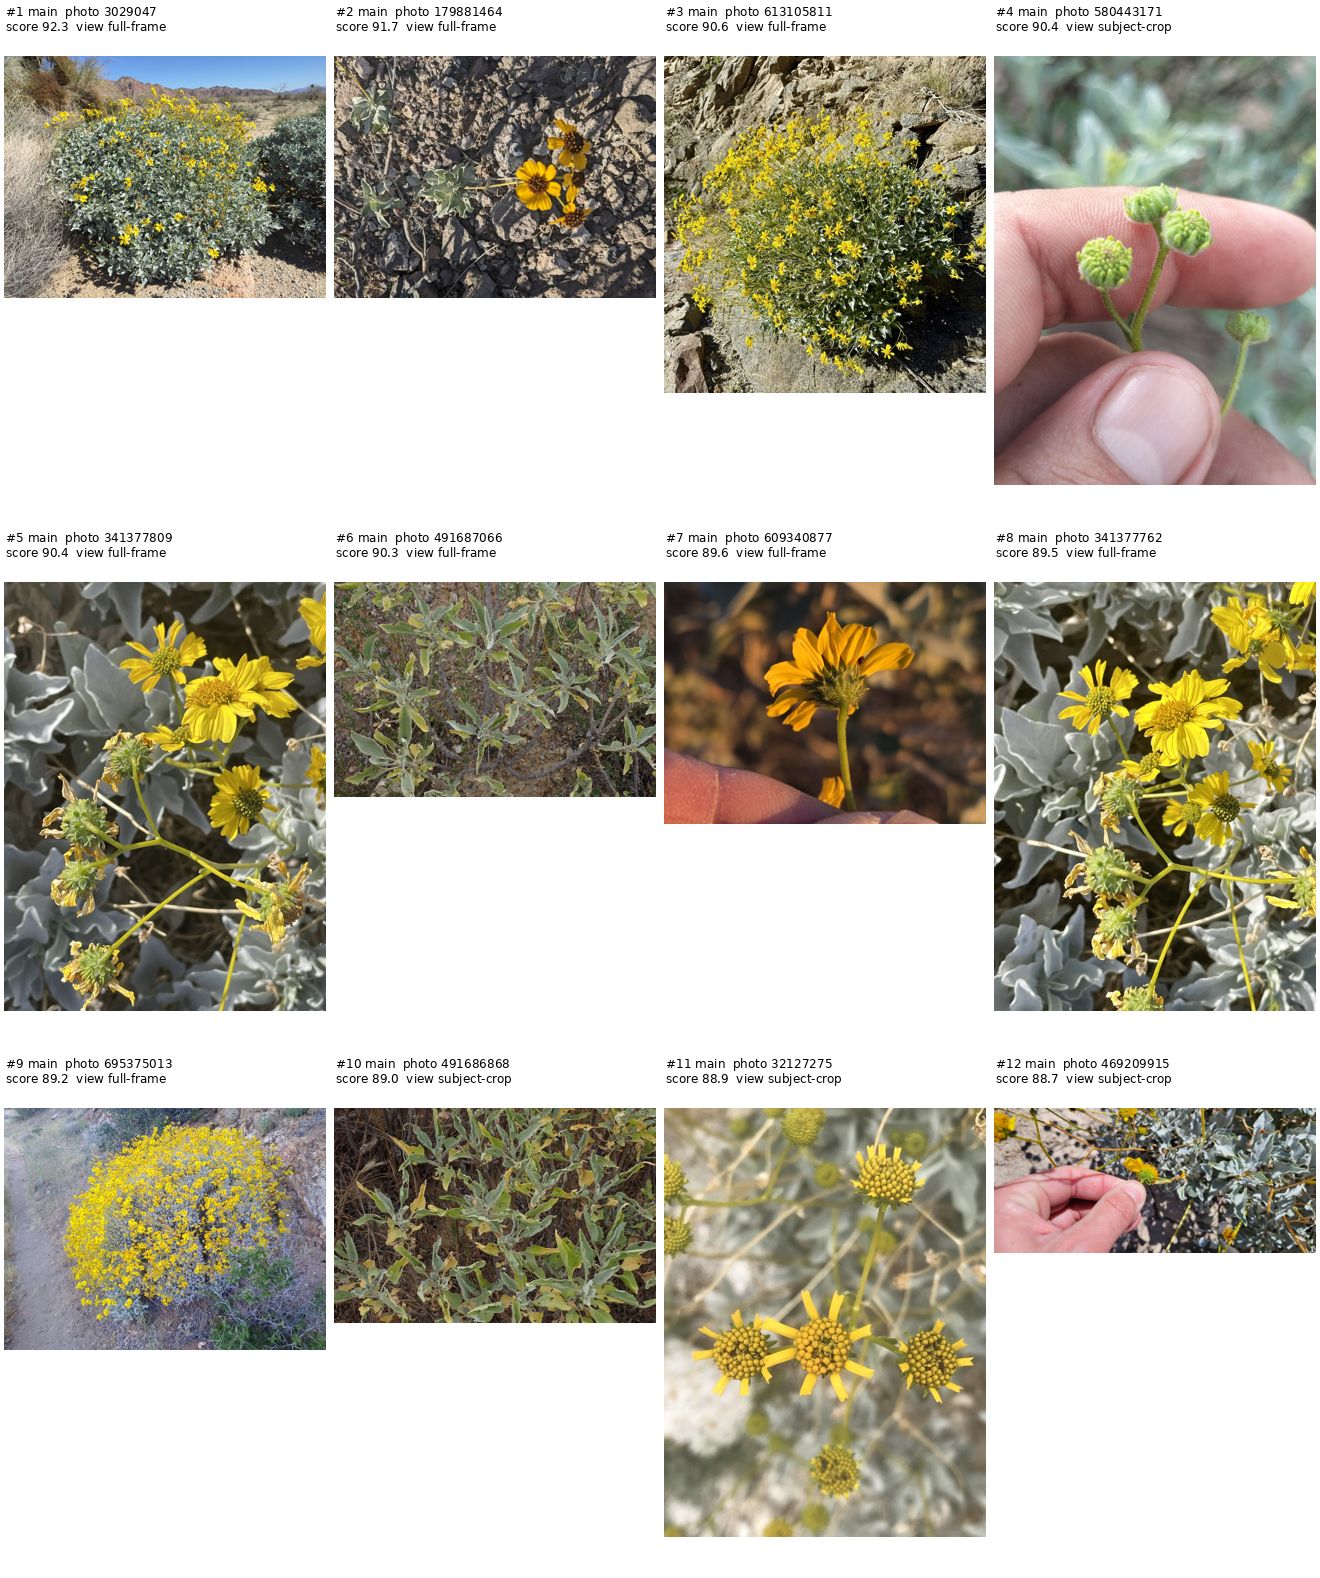 #1 main  photo 3029047
score 92.3  view full-frame
#2 main  photo 179881464
score 91.7  view full-frame
#3 main  photo 613105811
score 90.6  view full-frame
#4 main  photo 580443171
score 90.4  view subject-crop
#5 main  photo 341377809
score 90.4  view full-frame
#6 main  photo 491687066
score 90.3  view full-frame
#7 main  photo 609340877
score 89.6  view full-frame
#8 main  photo 341377762
score 89.5  view full-frame
#9 main  photo 695375013
score 89.2  view full-frame
#10 main  photo 491686868
score 89.0  view subject-crop
#11 main  photo 32127275
score 88.9  view subject-crop
#12 main  photo 469209915
score 88.7  view subject-crop